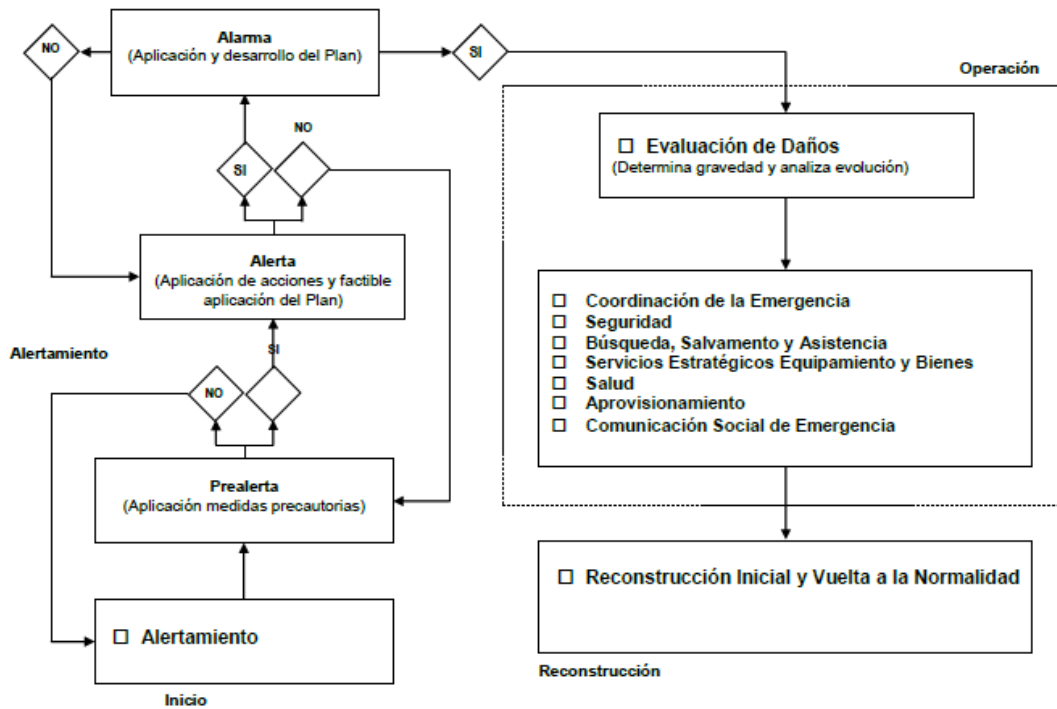 NO
Alarma
(Aplicación y desarrollo del Plan)
SI
Operación
NO
SI
Evaluación de Daños
(Determina gravedad y analiza evolución)
Alerta
(Aplicación de acciones y factible
aplicación del Plan)
Coordinación de la Emergencia
Seguridad
Búsqueda, Salvamento y Asistencia
Servicios Estratégicos Equipamiento y Bienes
Salud
Aprovisionamiento
Comunicación Social de Emergencia
Alertamiento
SI
NO
Prealerta
(Aplicación medidas precautorias)
Reconstrucción Inicial y Vuelta a la Normalidad
Alertamiento
Reconstrucción
Inicio